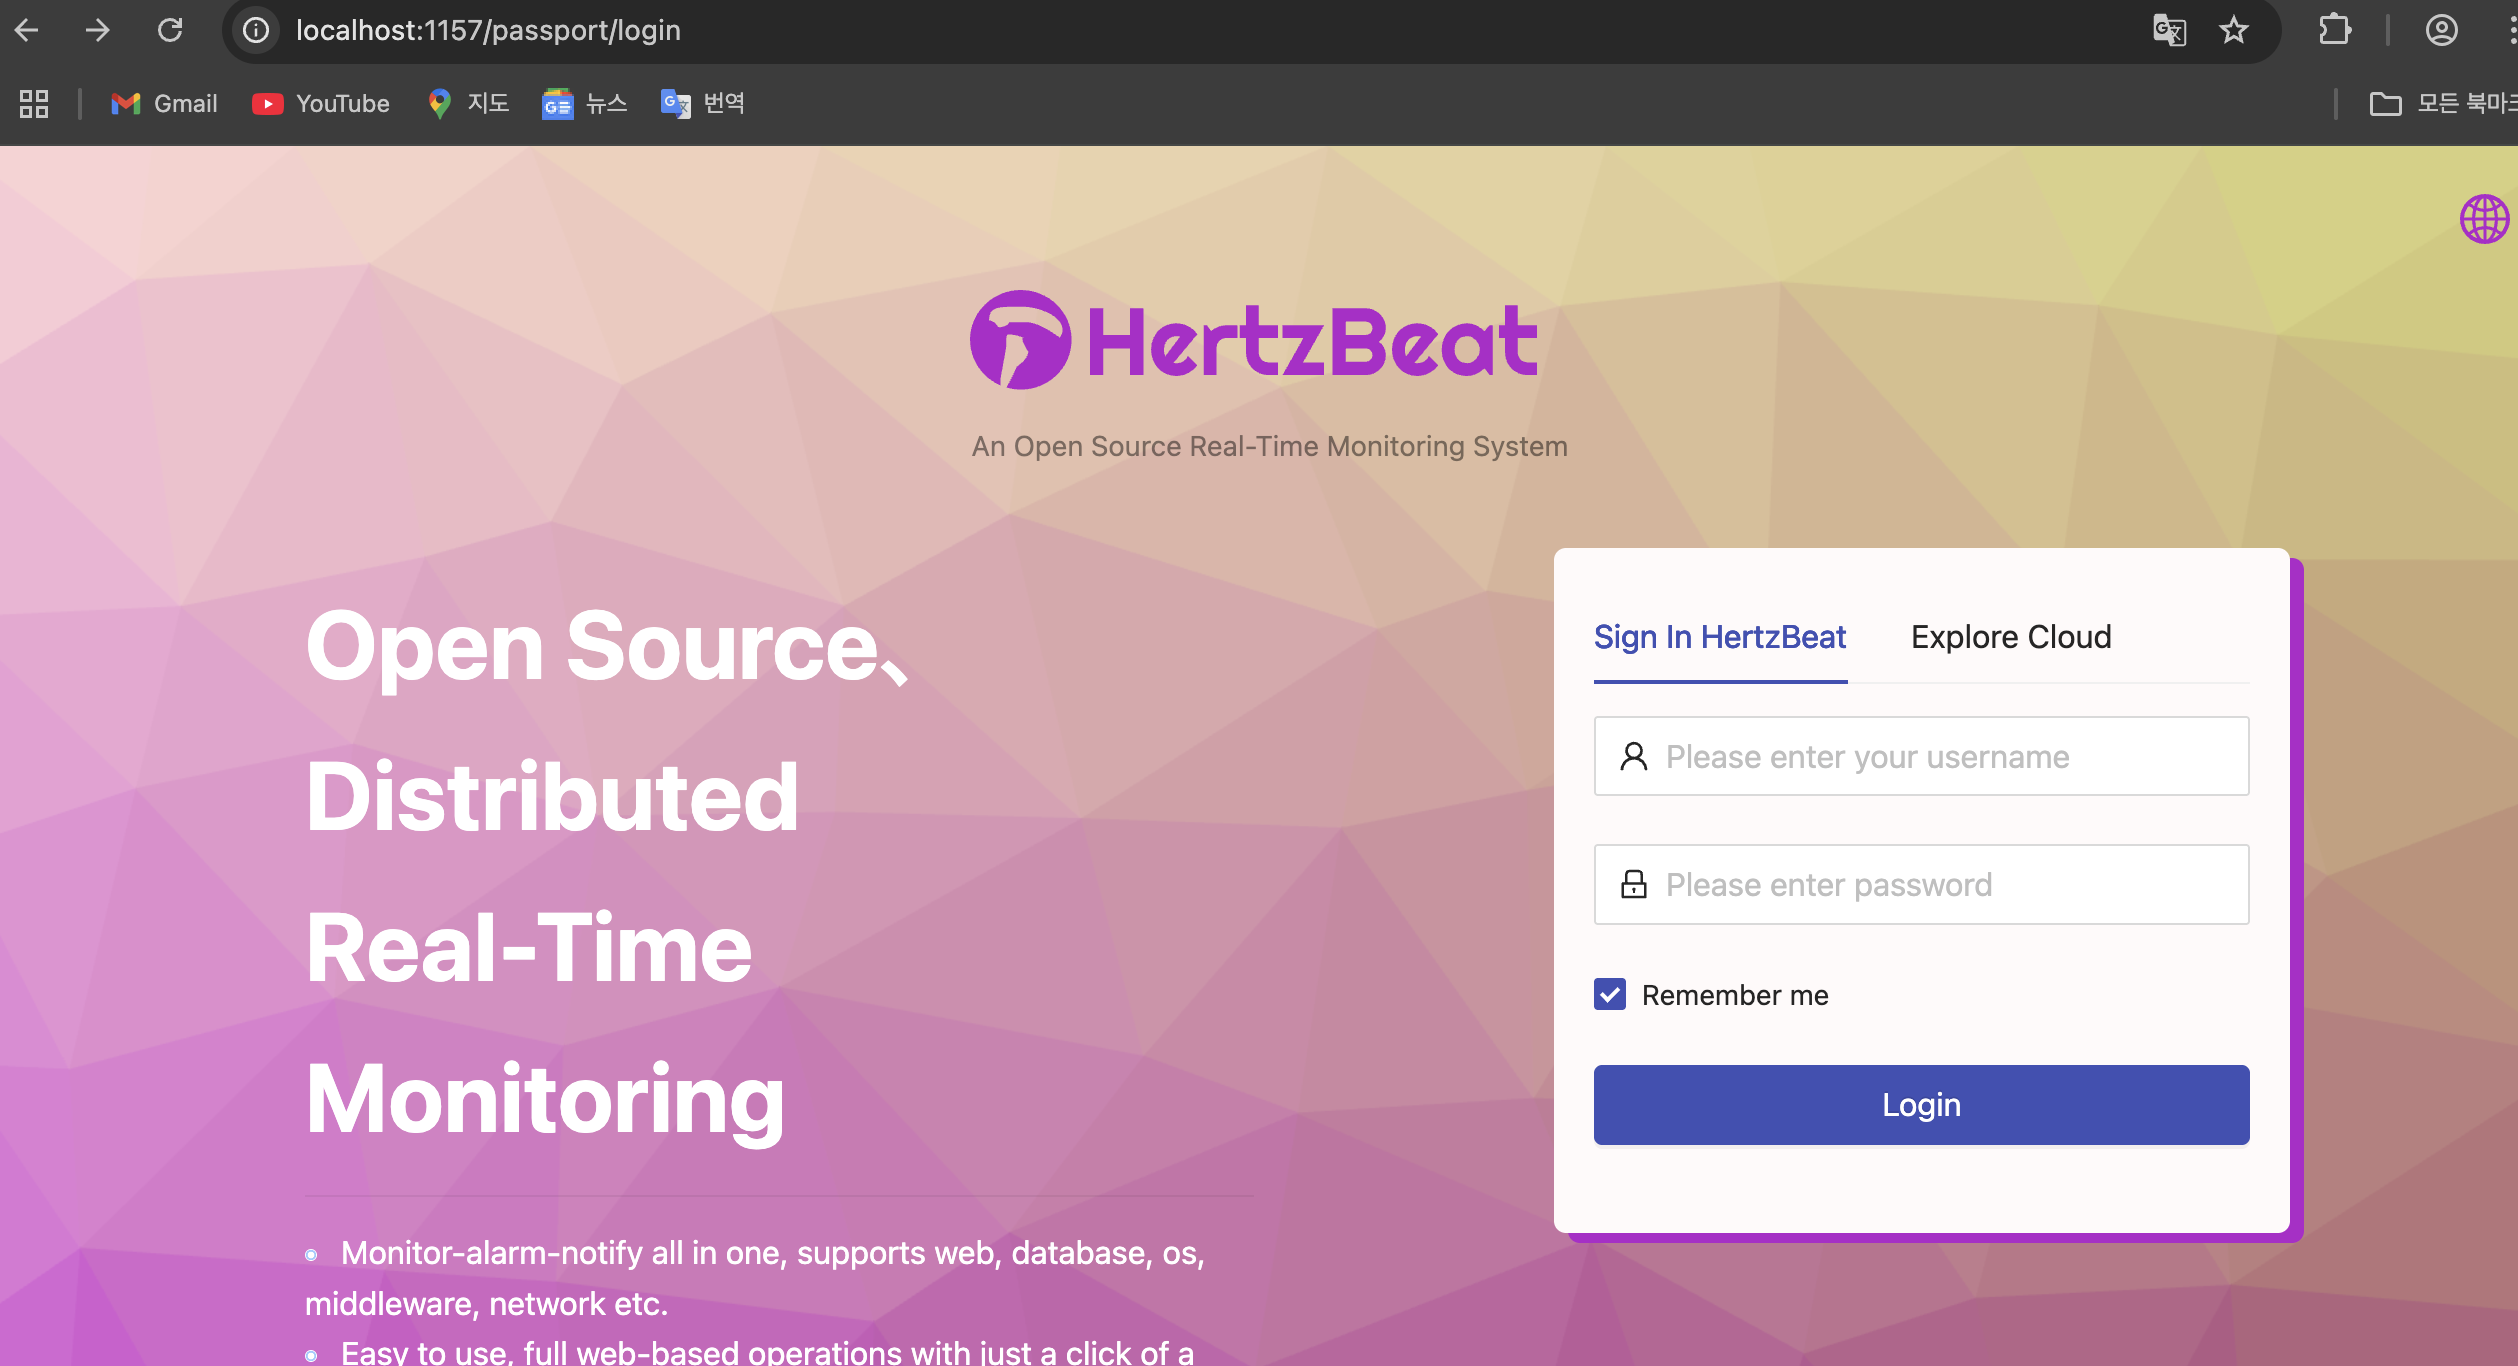 localhost:1157/passport/login
Gmail
YouTube
지도
뉴스
번역
모든 북마크
HertzBeat
An Open Source Real-Time Monitoring System
Open Source、
Distributed
Real-Time
Monitoring
Monitor-alarm-notify all in one, supports web, database, os,
middleware, network etc.
Easy to use, full web-based operations with just a click of a
Sign In HertzBeat
Explore Cloud
Please enter your username
Please enter password
Remember me
Login